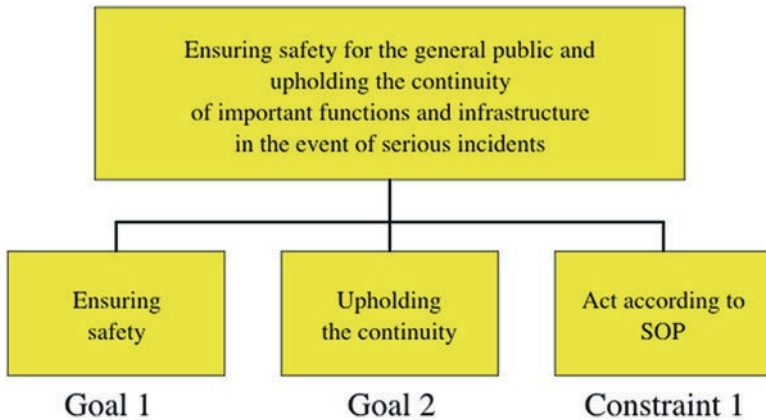 Ensuring safety for the general public and
upholding the continuity
of important functions and infrastructure
in the event of serious incidents
Ensuring
safety
Upholding
the continuity
Act according to
SOP
Goal 1
Goal 2
Constraint 1